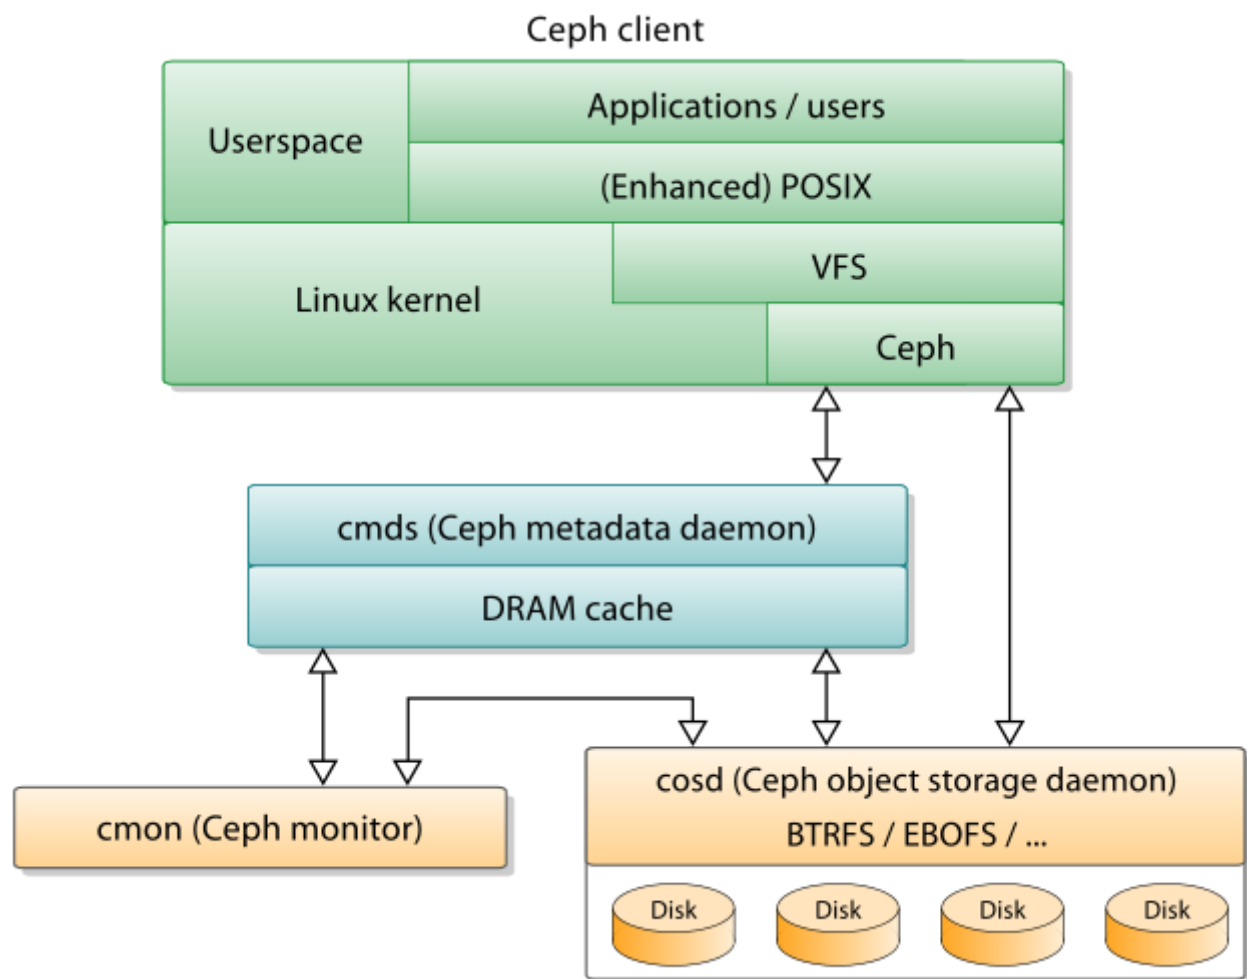 Ceph client
Applications / users
Userspace
(Enhanced) POSIX
VFS
Linux kernel
Ceph
cmds (Ceph metadata daemon)
DRAM cache
cosd (Ceph object storage daemon)
cmon (Ceph monitor)
BTRFS / EBOFS / ...
Disk
Disk
Disk
Disk